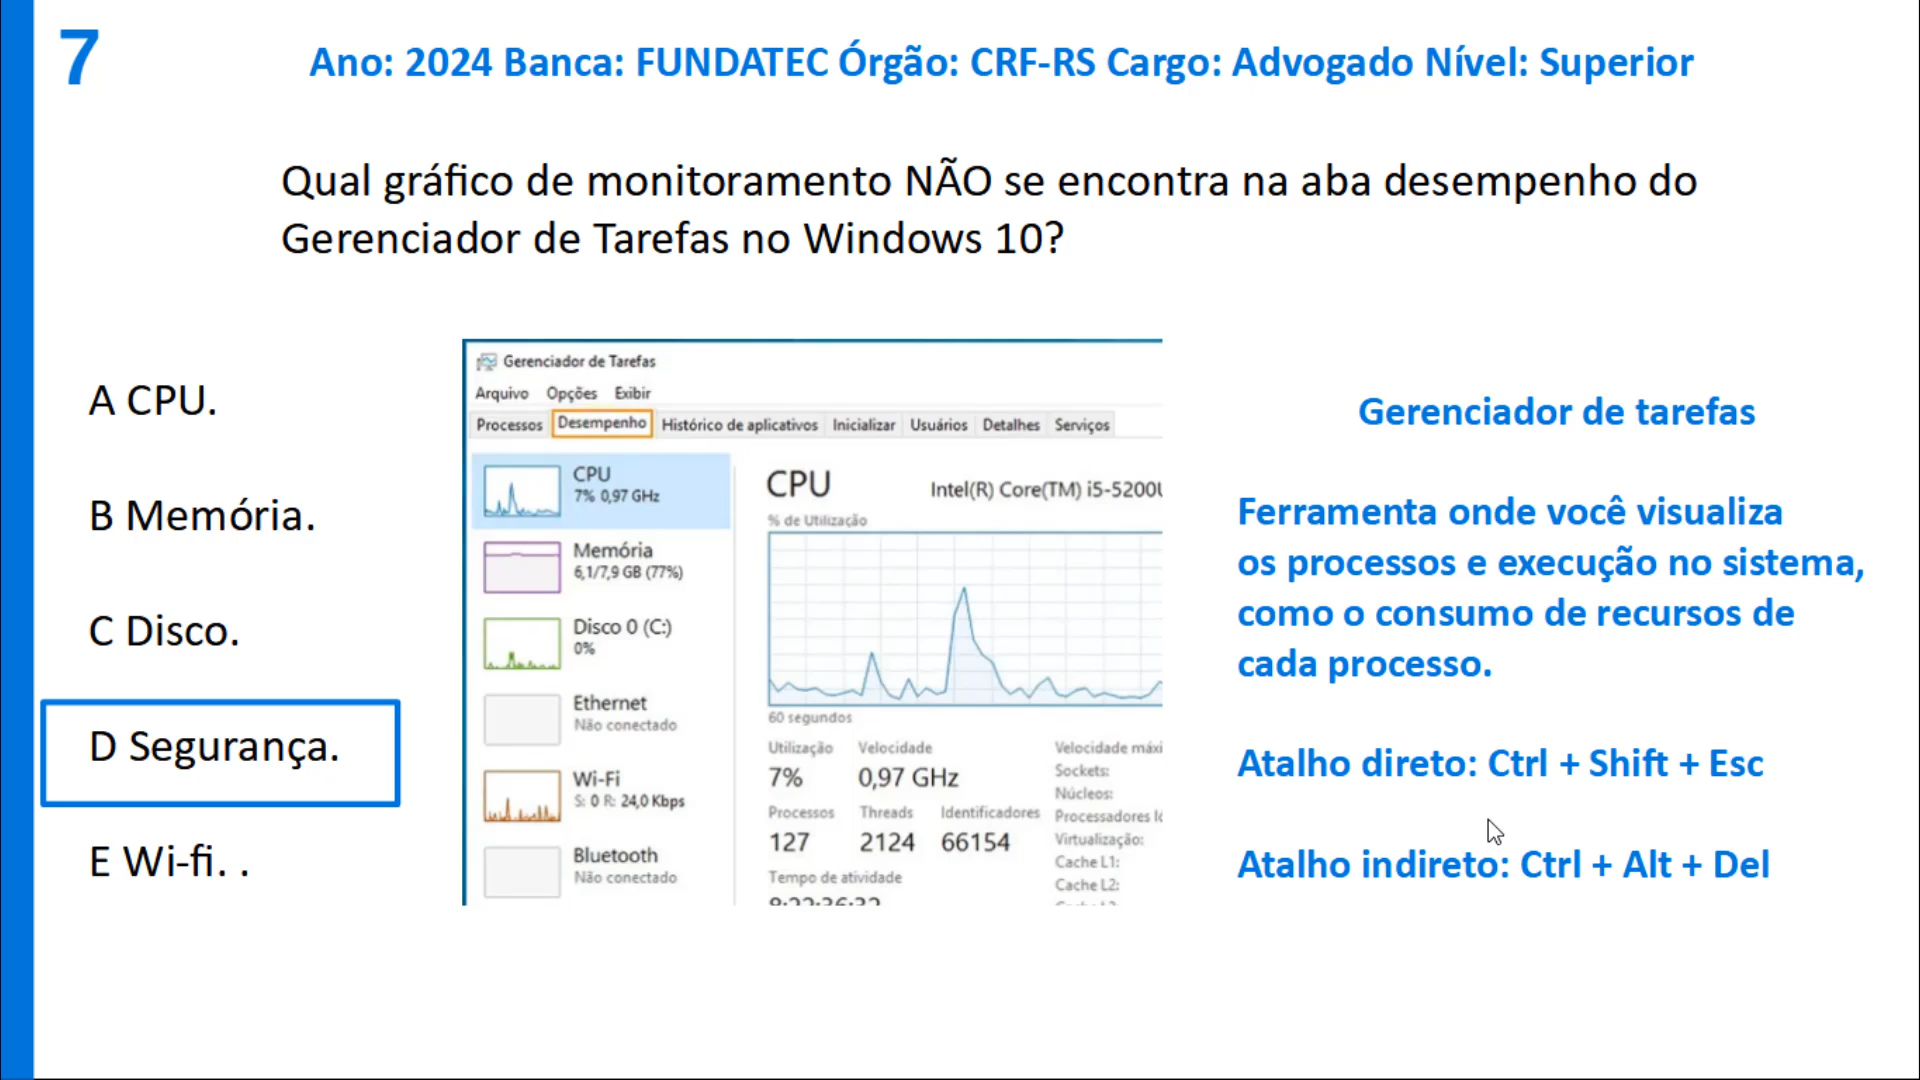 7
Ano: 2024 Banca: FUNDATEC Órgão: CRF-RS Cargo: Advogado Nível: Superior
Qual gráfico de monitoramento NÃO se encontra na aba desempenho do
Gerenciador de Tarefas no Windows 10?
A CPU.
B Memória.
C Disco.
D Segurança.
E Wi-fi. .
Gerenciador de Tarefas
Arquivo Opções Exibir
Processos Desempenho Histórico de aplicativos Inicializar Usuários Detalhes Serviços
CPU
7% 0,97 GHz
Memória
6,1/7,9 GB (77%)
Disco 0 (C:)
0%
Ethernet
Não conectado
Wi-Fi
S: 0 R: 24,0 Kbps
Bluetooth
Não conectado
CPU Intel(R) Core(TM) i5-5200U
% de Utilização
60 segundos
Utilização Velocidade
7% 0,97 GHz
Processos Threads Identificadores
127 2124 66154
Tempo de atividade
Velocidade máxi
Sockets:
Núcleos:
Processadores
Virtualização:
Cache L1:
Cache L2:
Gerenciador de tarefas
Ferramenta onde você visualiza
os processos e execução no sistema,
como o consumo de recursos de
cada processo.
Atalho direto: Ctrl + Shift + Esc
Atalho indireto: Ctrl + Alt + Del